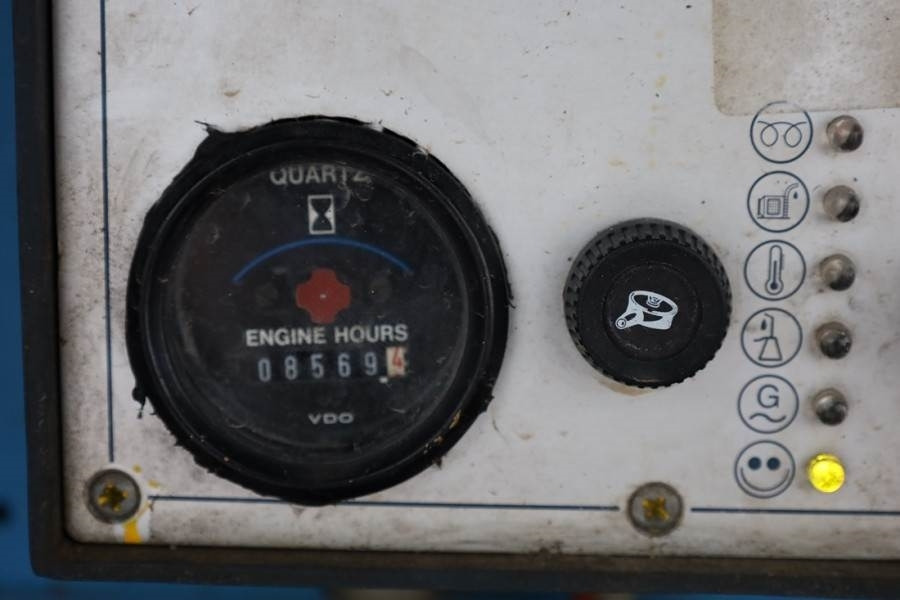 QUARTZ
ENGINE HOURS
085694
VDO
G